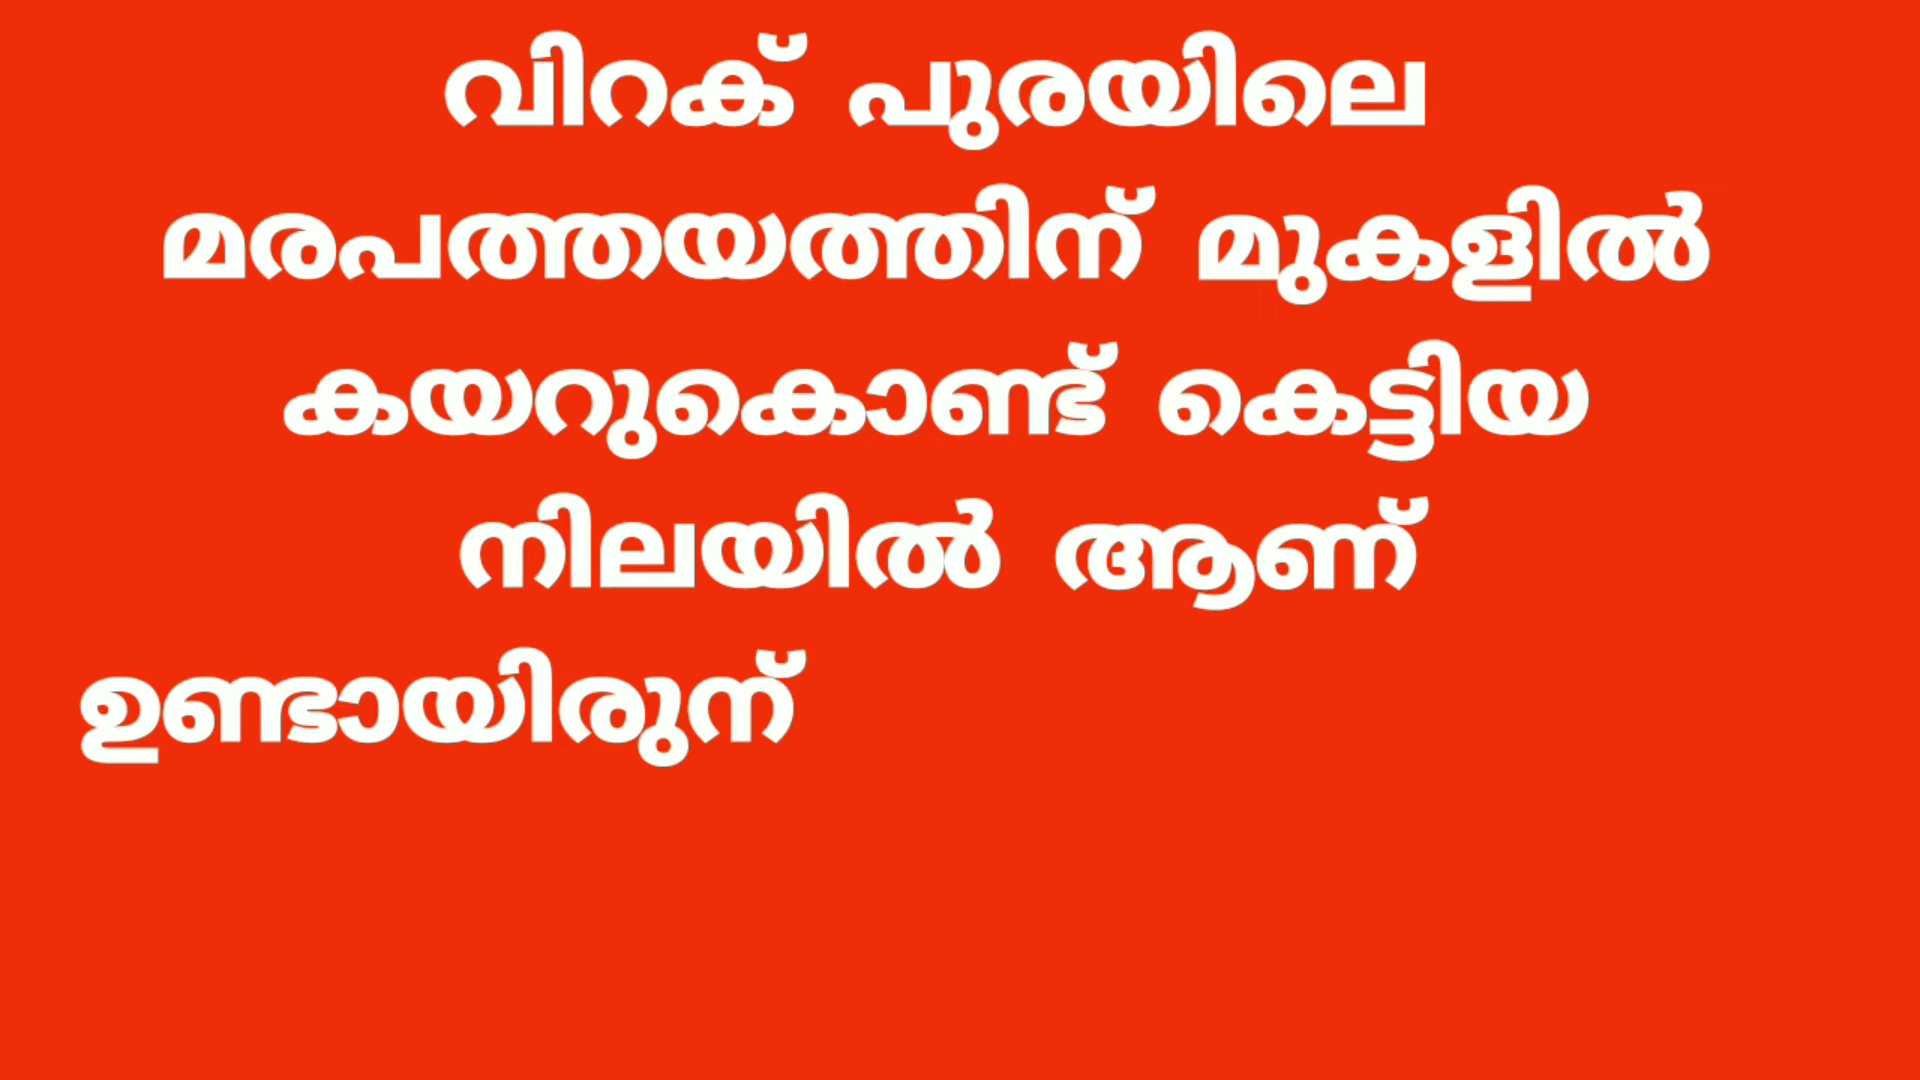 വിറക് പുരയിലെ
മരപത്തയത്തിന് മുകളിൽ
കയറുകൊണ്ട് കെട്ടിയ
നിലയിൽ ആണ്
ഉണ്ടായിരുന്